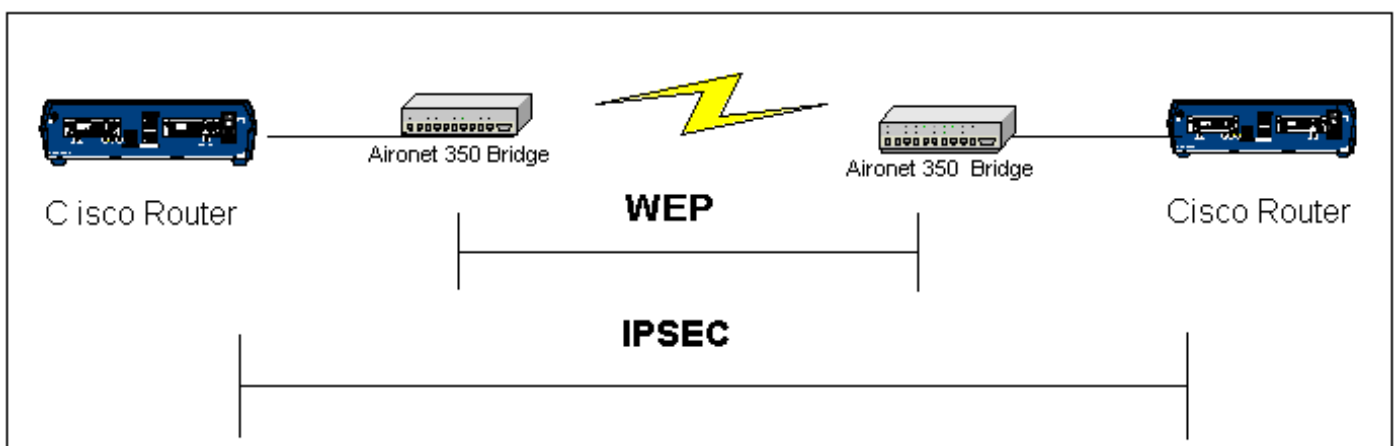 Aironet 350 Bridge
Aironet 350 Bridge
C isco Router
WEP
Cisco Router
IPSEC